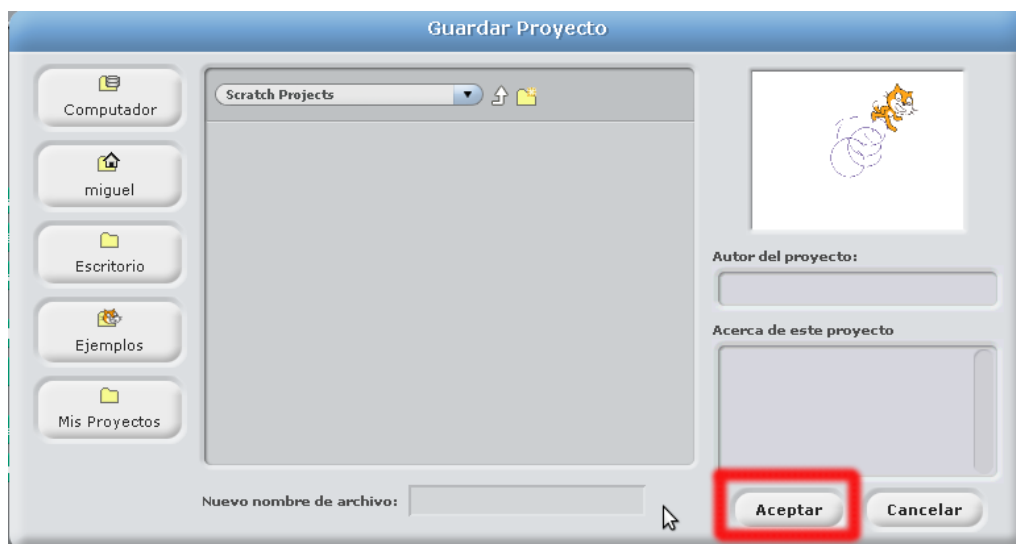 Guardar Proyecto
Computador
miguel
Escritorio
Ejemplos
Mis Proyectos
Scratch Projects
Nuevo nombre de archivo:
Autor del proyecto:
Acerca de este proyecto
Aceptar
Cancelar